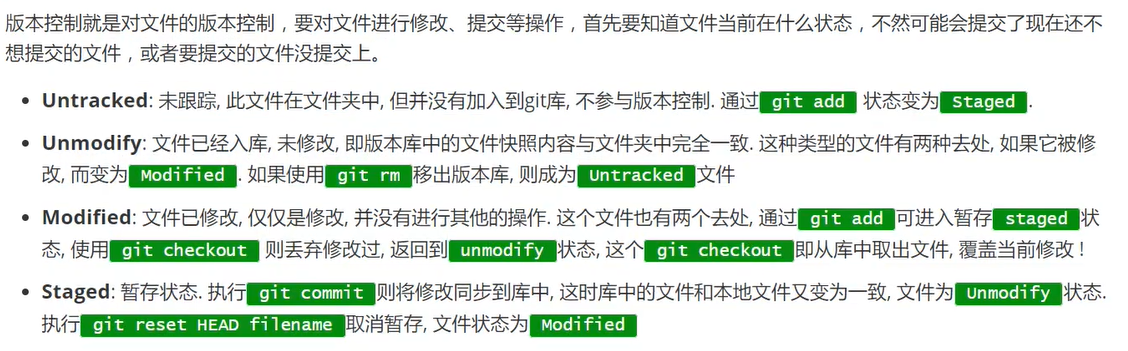 版本控制就是对文件的版本控制，要对文件进行修改、提交等操作，首先要知道文件当前在什么状态，不然可能会提交了现在还不
想提交的文件，或者要提交的文件没提交上。
• Untracked: 未跟踪, 此文件在文件夹中, 但并没有加入到git库, 不参与版本控制. 通过 git add 状态变为 Staged .
• Unmodify: 文件已经入库, 未修改, 即版本库中的文件快照内容与文件夹中完全一致. 这种类型的文件有两种去处, 如果它被修
改, 而变为 Modified . 如果使用 git rm 移出版本库, 则成为 Untracked 文件
• Modified: 文件已修改, 仅仅是修改, 并没有进行其他的操作. 这个文件也有两个去处, 通过 git add 可进入暂存 staged 状
态, 使用 git checkout 则丢弃修改过, 返回到 unmodify 状态, 这个 git checkout 即从库中取出文件, 覆盖当前修改 !
• Staged: 暂存状态. 执行 git commit 则将修改同步到库中, 这时库中的文件和本地文件又变为一致, 文件为 Unmodify 状态.
执行 git reset HEAD filename 取消暂存, 文件状态为 Modified